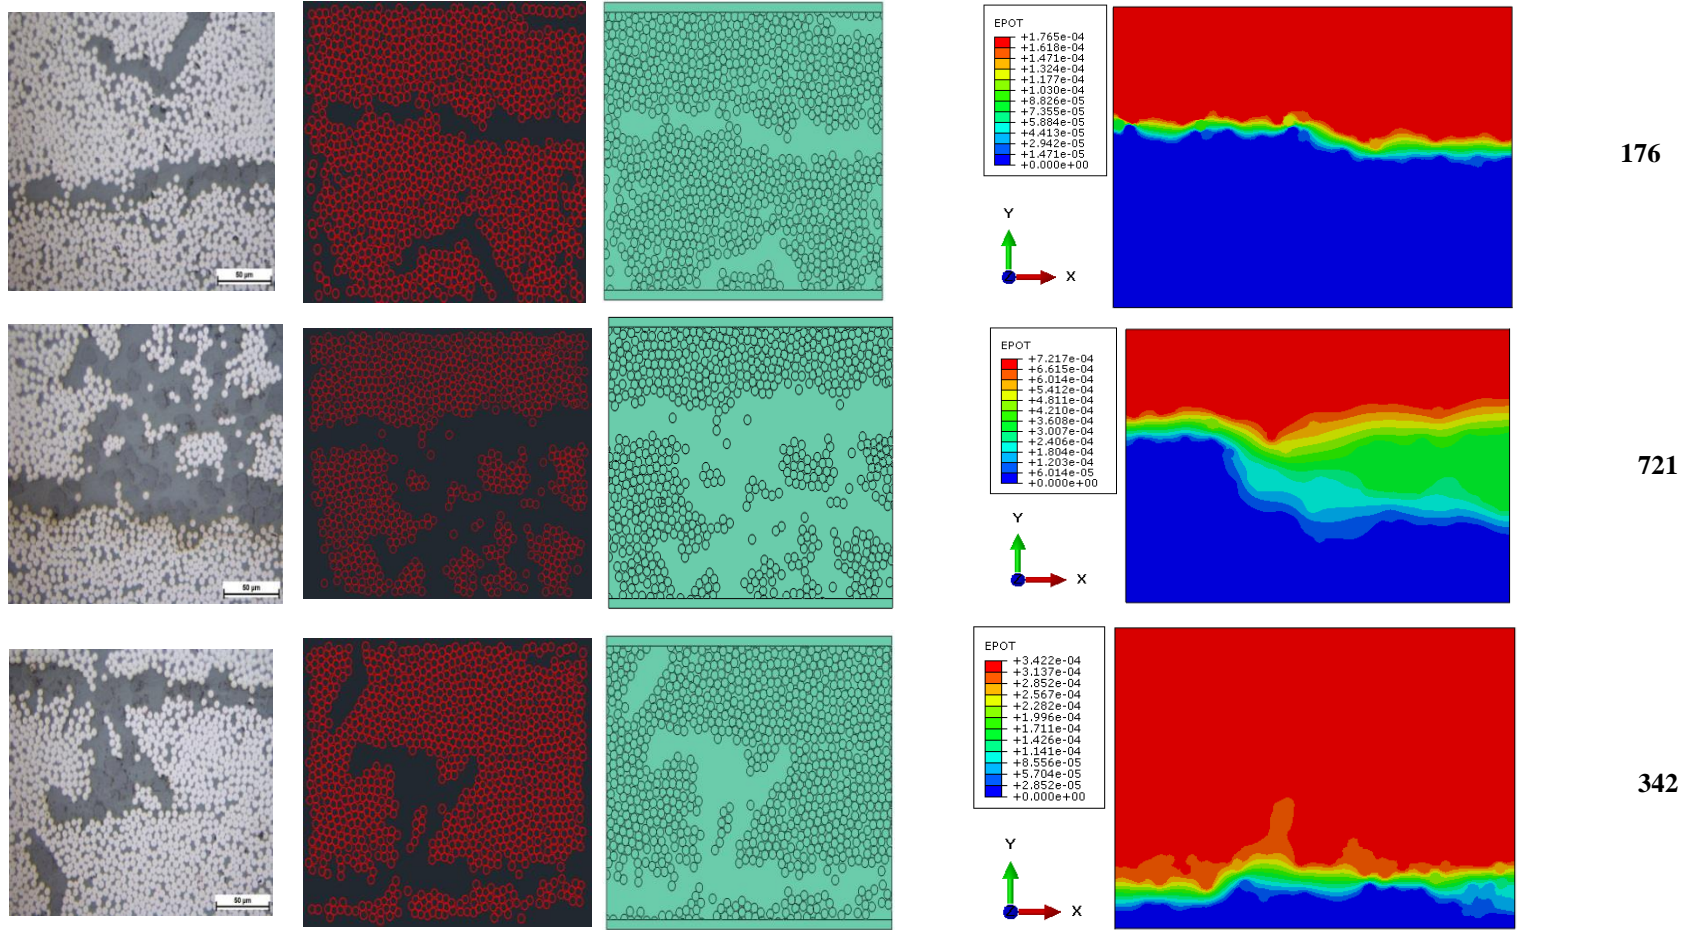 50 µm
EPOT
+1.765e-04
+1.618e-04
+1.471e-04
+1.324e-04
+1.177e-04
+1.030e-04
+8.826e-05
+7.355e-05
+5.884e-05
+4.413e-05
+2.942e-05
+1.471e-05
+0.000e+00
Y
Z
X
176
50 µm
EPOT
+7.217e-04
+6.615e-04
+6.014e-04
+5.412e-04
+4.811e-04
+4.210e-04
+3.608e-04
+3.007e-04
+2.406e-04
+1.804e-04
+1.203e-04
+6.014e-05
+0.000e+00
Y
Z
X
721
50 µm
EPOT
+3.422e-04
+3.137e-04
+2.852e-04
+2.567e-04
+2.282e-04
+1.996e-04
+1.711e-04
+1.426e-04
+1.141e-04
+8.556e-05
+5.704e-05
+2.852e-05
+0.000e+00
Y
Z
X
342